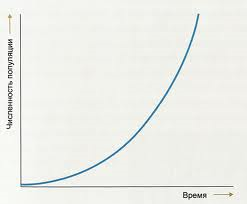 Численность популяции
Время